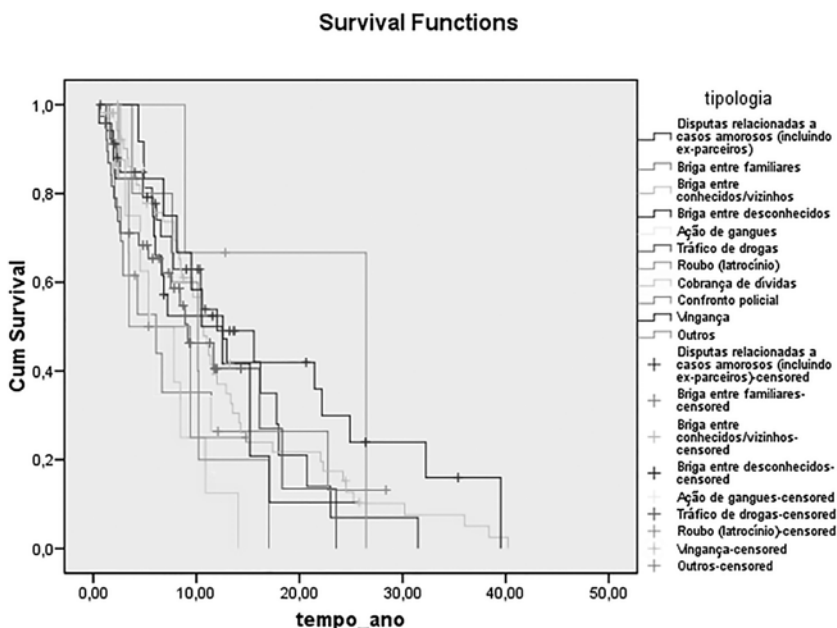 Survival Functions
Cum Survival
1,0
0,8
0,6
0,4
0,2
0,0
0,00
10,00
20,00
30,00
40,00
50,00
tempo_ano
tipologia
Disputas relacionadas a
casos amorosos (incluindo
ex-parceiros)
Briga entre familiares
Briga entre
conhecidos/vizinhos
Briga entre desconhecidos
Ação de gangues
Tráfico de drogas
Roubo (latrocínio)
Cobrança de dívidas
Confronto policial
Vingança
Outros
Disputas relacionadas a
casos amorosos (incluindo
ex-parceiros)-censored
Briga entre familiares-
censored
Briga entre
conhecidos/vizinhos-
censored
Briga entre desconhecidos-
censored
Ação de gangues-censored
Tráfico de drogas-censored
Roubo (latrocínio)-censored
Vingança-censored
Outros-censored